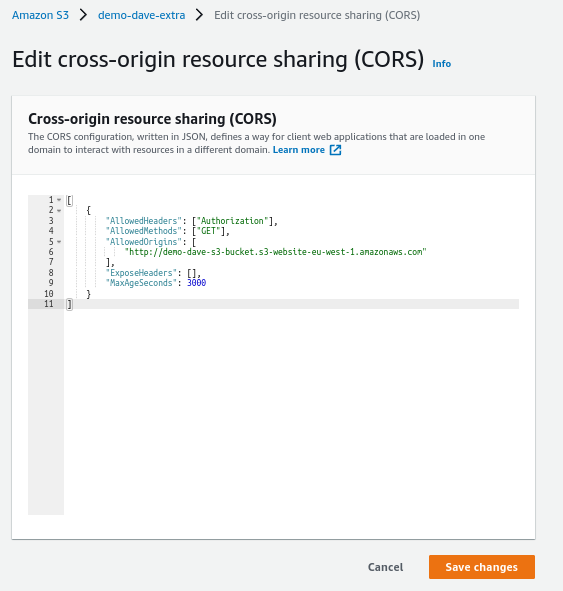 Amazon S3 > demo-dave-extra > Edit cross-origin resource sharing (CORS)
Edit cross-origin resource sharing (CORS) Info
Cross-origin resource sharing (CORS)
The CORS configuration, written in JSON, defines a way for client web applications that are loaded in one
domain to interact with resources in a different domain. Learn more
1 [
2 {
3 "AllowedHeaders": ["Authorization"],
4 "AllowedMethods": ["GET"],
5 "AllowedOrigins": [
6 "http://demo-dave-s3-bucket.s3-website-eu-west-1.amazonaws.com"
7 ],
8 "ExposeHeaders": [],
9 "MaxAgeSeconds": 3000
10 }
11 ]
Cancel Save changes